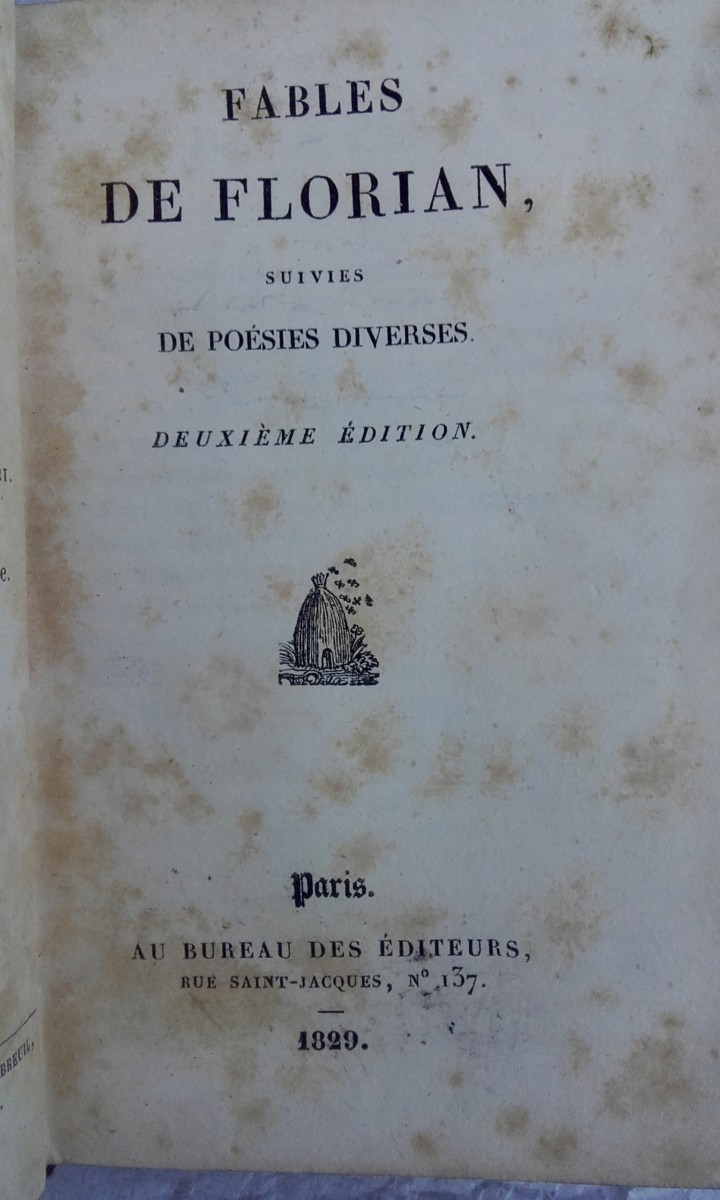 FABLES
DE FLORIAN,
SUIVIES
DE POÉSIES DIVERSES.
DEUXIÈME ÉDITION.
Paris.
AU BUREAU DES ÉDITEURS,
RUE SAINT-JACQUES, Nº 137.
1829.